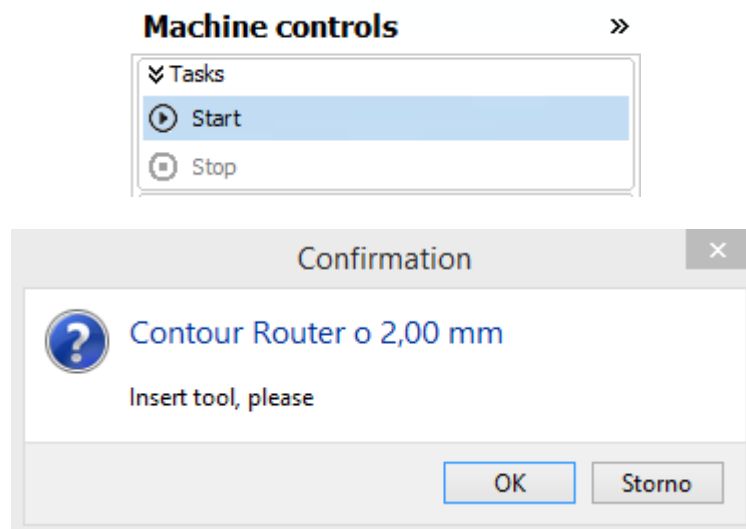 Machine controls »
Tasks
Start
Stop
Confirmation
Contour Router o 2,00 mm
Insert tool, please
OK Storno